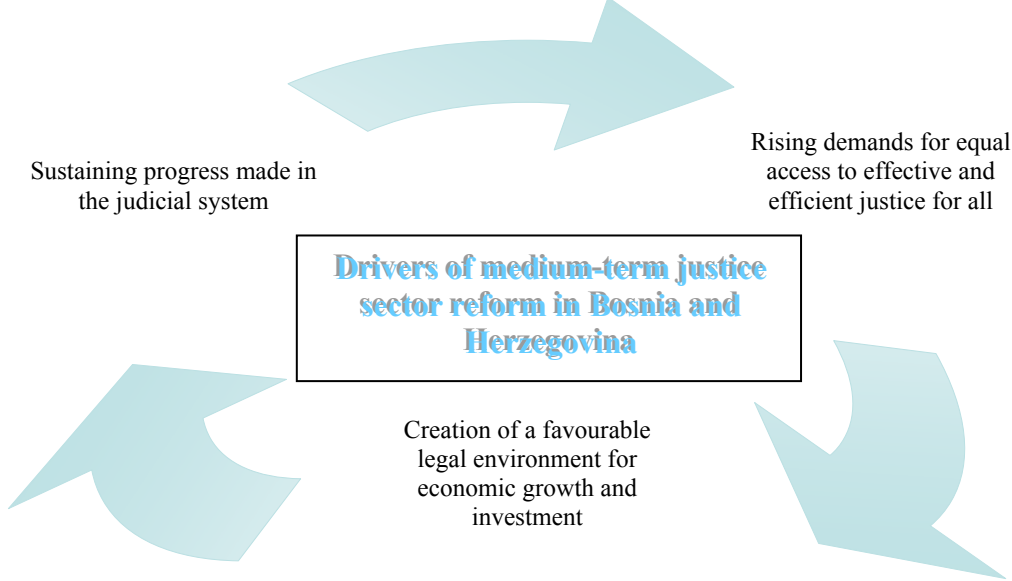 Sustaining progress made in
the judicial system
Rising demands for equal
access to effective and
efficient justice for all
Drivers of medium-term justice
sector reform in Bosnia and
Herzegovina
Creation of a favourable
legal environment for
economic growth and
investment